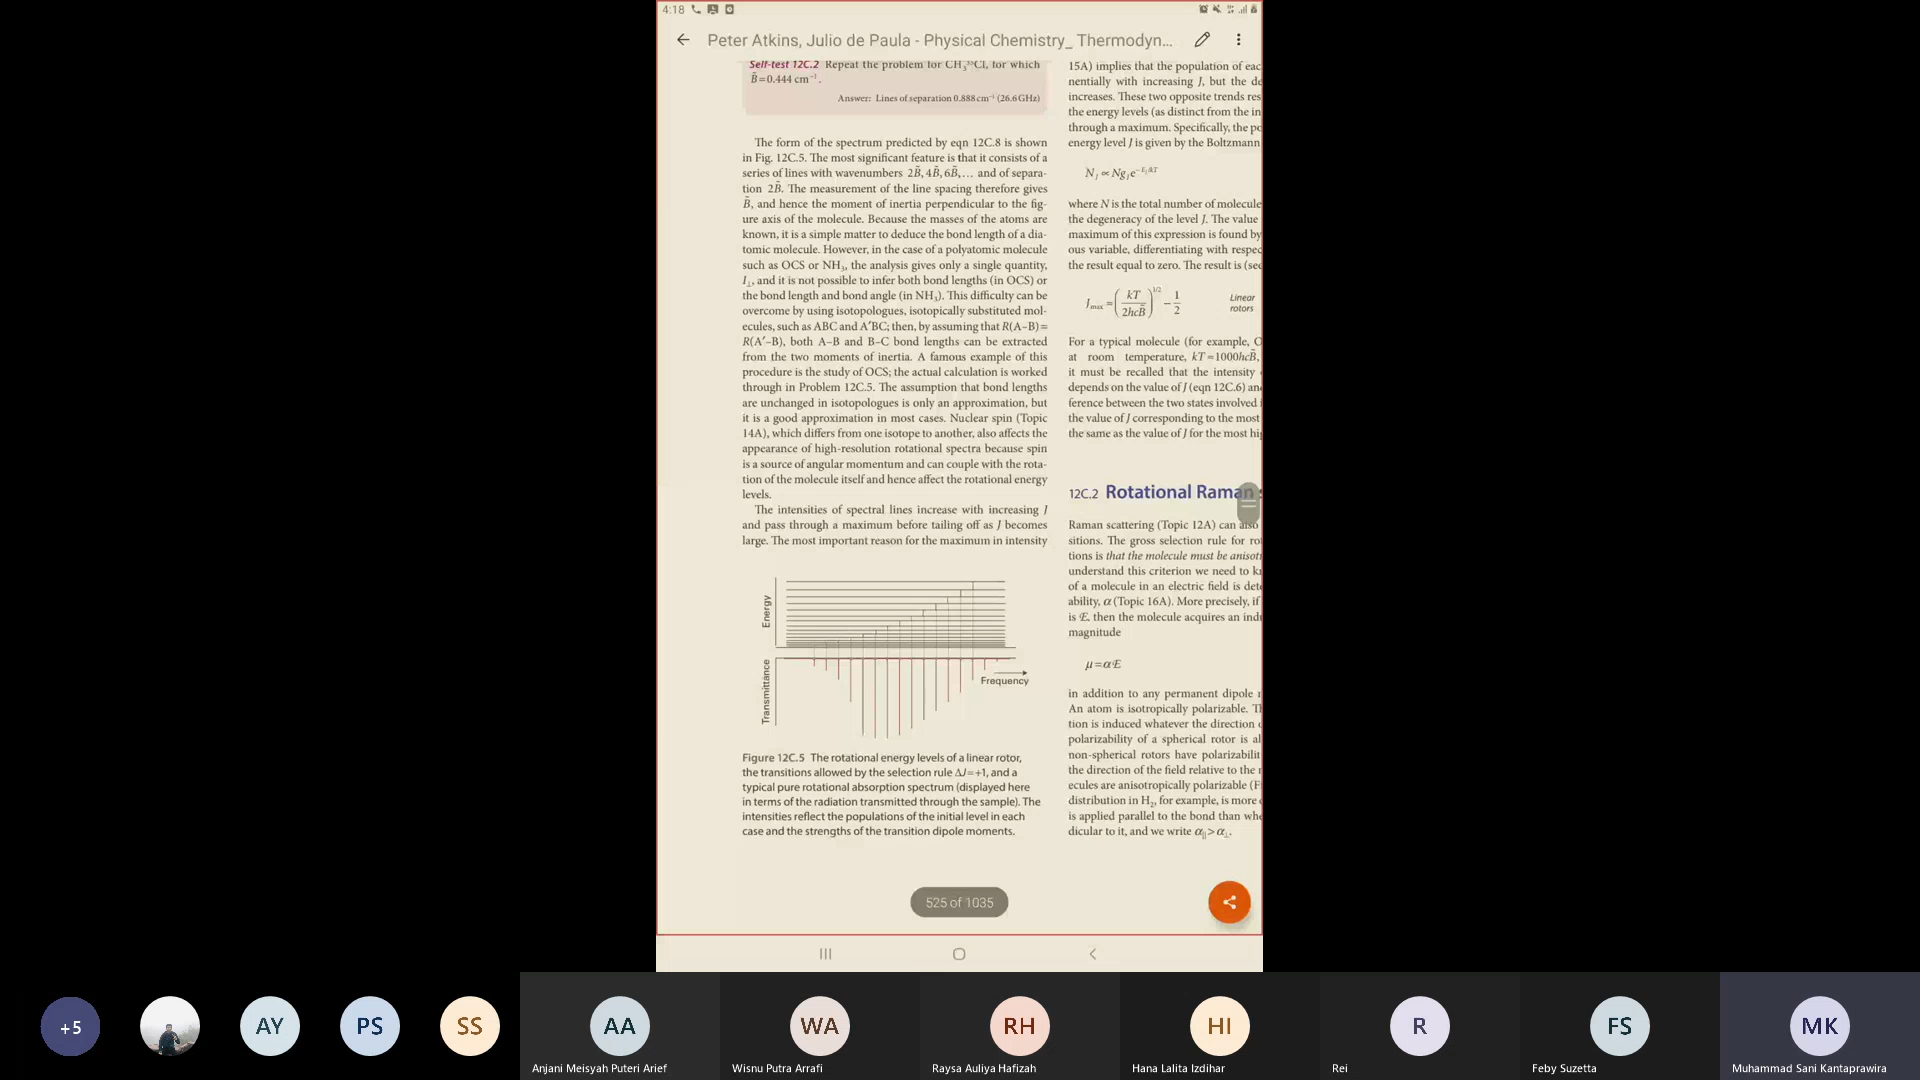 4:18
Peter Atkins, Julio de Paula - Physical Chemistry_ Thermodyn...
Self-test 12C.2 Repeat the problem for CH₃³⁵Cl, for which
B̃=0.444 cm⁻¹.
Answer: Lines of separation 0.888 cm⁻¹ (26.6 GHz)
The form of the spectrum predicted by eqn 12C.8 is shown
in Fig. 12C.5. The most significant feature is that it consists of a
series of lines with wavenumbers 2B̃, 4B̃, 6B̃,… and of separa-
tion 2B̃. The measurement of the line spacing therefore gives
B̃, and hence the moment of inertia perpendicular to the fig-
ure axis of the molecule. Because the masses of the atoms are
known, it is a simple matter to deduce the bond length of a dia-
tomic molecule. However, in the case of a polyatomic molecule
such as OCS or NH₃, the analysis gives only a single quantity,
I⊥, and it is not possible to infer both bond lengths (in OCS) or
the bond length and bond angle (in NH₃). This difficulty can be
overcome by using isotopologues, isotopically substituted mol-
ecules, such as ABC and A′BC; then, by assuming that R(A–B)=
R(A′–B), both A–B and B–C bond lengths can be extracted
from the two moments of inertia. A famous example of this
procedure is the study of OCS; the actual calculation is worked
through in Problem 12C.5. The assumption that bond lengths
are unchanged in isotopologues is only an approximation, but
it is a good approximation in most cases. Nuclear spin (Topic
14A), which differs from one isotope to another, also affects the
appearance of high-resolution rotational spectra because spin
is a source of angular momentum and can couple with the rota-
tion of the molecule itself and hence affect the rotational energy
levels.
The intensities of spectral lines increase with increasing J
and pass through a maximum before tailing off as J becomes
large. The most important reason for the maximum in intensity
Energy
Transmittance
Frequency
Figure 12C.5 The rotational energy levels of a linear rotor,
the transitions allowed by the selection rule ΔJ=+1, and a
typical pure rotational absorption spectrum (displayed here
in terms of the radiation transmitted through the sample). The
intensities reflect the populations of the initial level in each
case and the strengths of the transition dipole moments.
15A) implies that the population of eac
nentially with increasing J, but the de
increases. These two opposite trends res
the energy levels (as distinct from the in
through a maximum. Specifically, the po
energy level J is given by the Boltzmann
N_J ∝ Ng_J e^(−E_J/kT)
where N is the total number of molecule
the degeneracy of the level J. The value
maximum of this expression is found by
ous variable, differentiating with respec
the result equal to zero. The result is (see
J_max = (kT/2hcB̃)^(1/2) − 1/2 Linear rotors
For a typical molecule (for example, O
at room temperature, kT≈1000hcB̃,
it must be recalled that the intensity
depends on the value of J (eqn 12C.6) an
ference between the two states involved i
the value of J corresponding to the most
the same as the value of J for the most hi
12C.2 Rotational Raman
Raman scattering (Topic 12A) can also
sitions. The gross selection rule for rot
tions is that the molecule must be anisotr
understand this criterion we need to k
of a molecule in an electric field is dete
ability, α (Topic 16A). More precisely, if
is ℰ, then the molecule acquires an indu
magnitude
μ=αℰ
in addition to any permanent dipole
An atom is isotropically polarizable. Th
tion is induced whatever the direction
polarizability of a spherical rotor is al
non-spherical rotors have polarizabilit
the direction of the field relative to the
ecules are anisotropically polarizable (Fi
distribution in H₂, for example, is more
is applied parallel to the bond than whe
dicular to it, and we write α∥>α⊥.
525 of 1035
+5
AY
PS
SS
AA
WA
RH
HI
R
FS
MK
Anjani Meisyah Puteri Arief
Wisnu Putra Arrafi
Raysa Auliya Hafizah
Hana Lalita Izdihar
Rei
Feby Suzetta
Muhammad Sani Kantaprawira